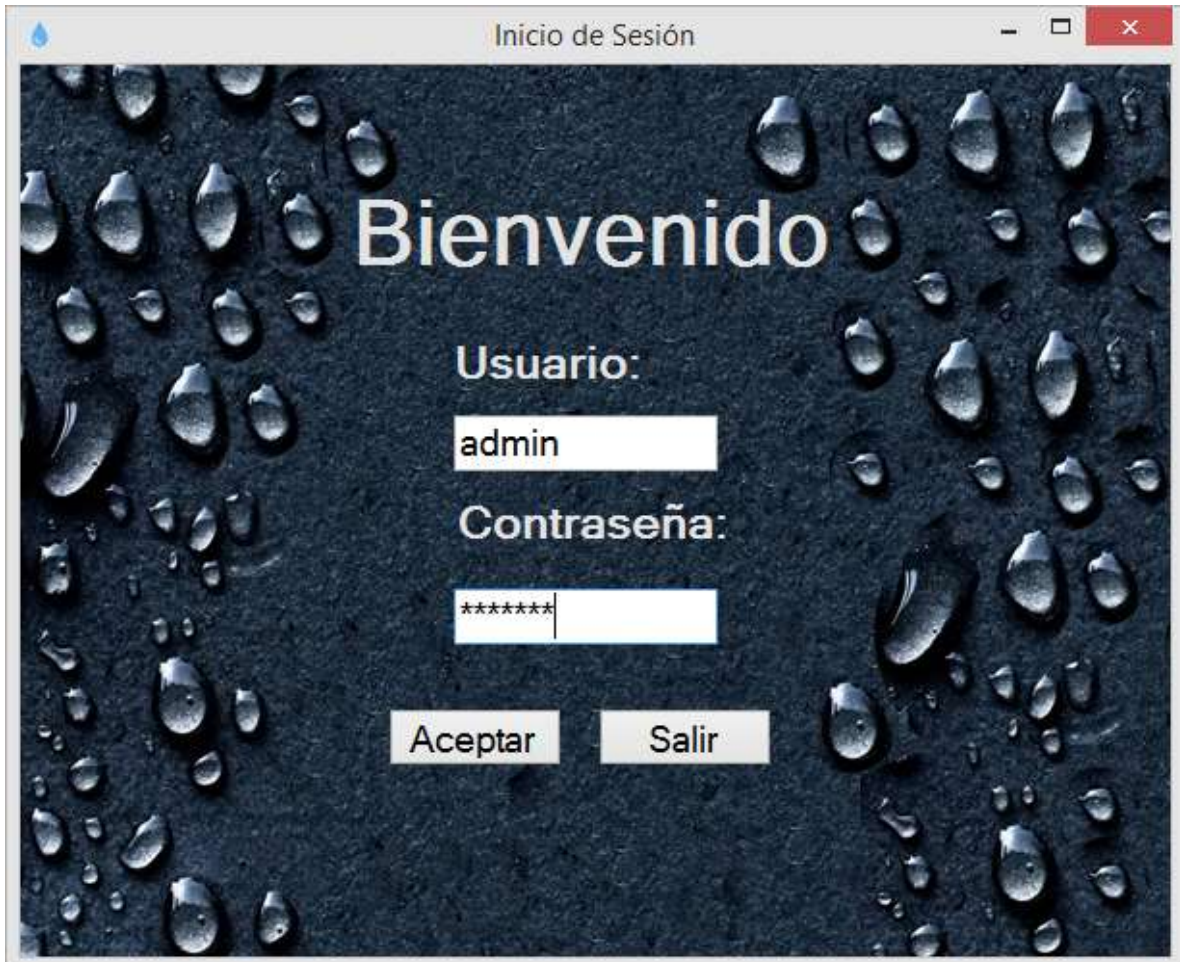 Inicio de Sesión
Bienvenido
Usuario:
admin
Contraseña:
*******
Aceptar Salir